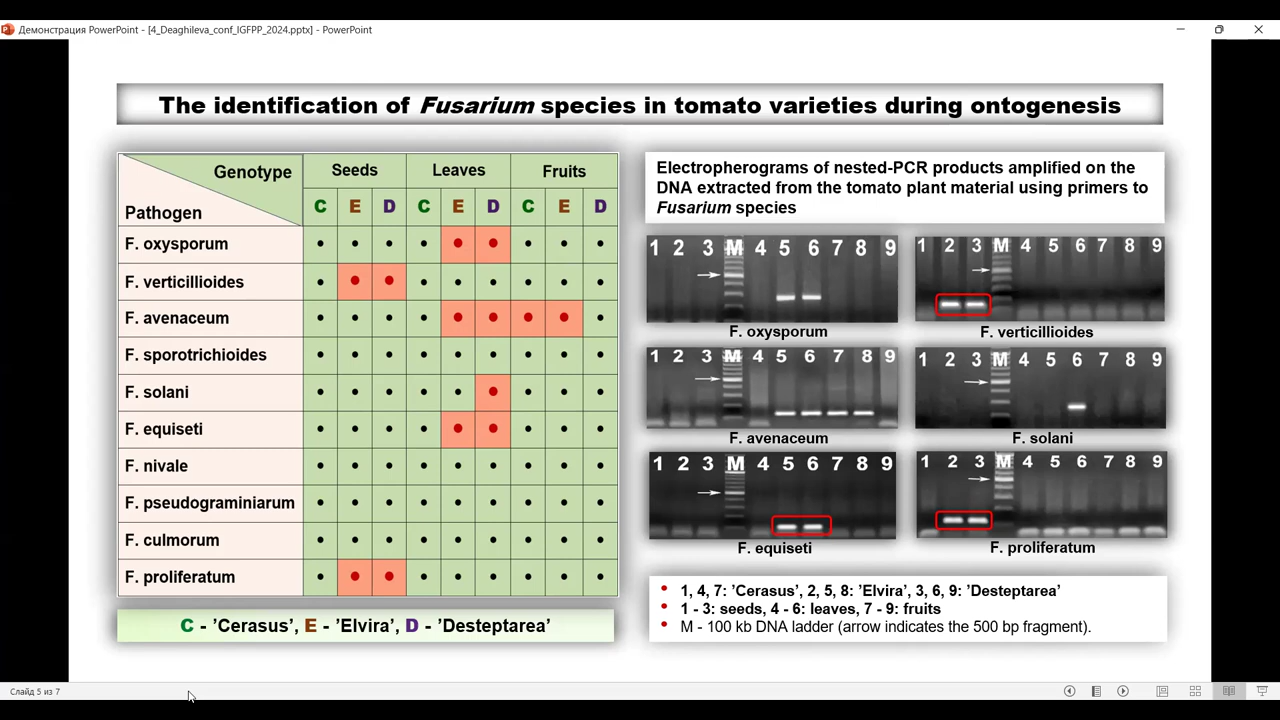 Демонстрация PowerPoint - [4_Deaghileva_conf_IGFPP_2024.pptx] - PowerPoint
The identification of Fusarium species in tomato varieties during ontogenesis
Genotype
Pathogen
Seeds Leaves Fruits
C E D C E D C E D
F. oxysporum
F. verticillioides
F. avenaceum
F. sporotrichioides
F. solani
F. equiseti
F. nivale
F. pseudograminiarum
F. culmorum
F. proliferatum
C - ’Cerasus’, E - ’Elvira’, D - ’Desteptarea’
Electropherograms of nested-PCR products amplified on the
DNA extracted from the tomato plant material using primers to
Fusarium species
1 2 3 M 4 5 6 7 8 9
F. oxysporum
1 2 3 M 4 5 6 7 8 9
F. verticillioides
1 2 3 M 4 5 6 7 8 9
F. avenaceum
1 2 3 M 4 5 6 7 8 9
F. solani
1 2 3 M 4 5 6 7 8 9
F. equiseti
1 2 3 M 4 5 6 7 8 9
F. proliferatum
• 1, 4, 7: ’Cerasus’, 2, 5, 8: ’Elvira’, 3, 6, 9: ’Desteptarea’
• 1 - 3: seeds, 4 - 6: leaves, 7 - 9: fruits
• M - 100 kb DNA ladder (arrow indicates the 500 bp fragment).
Слайд 5 из 7